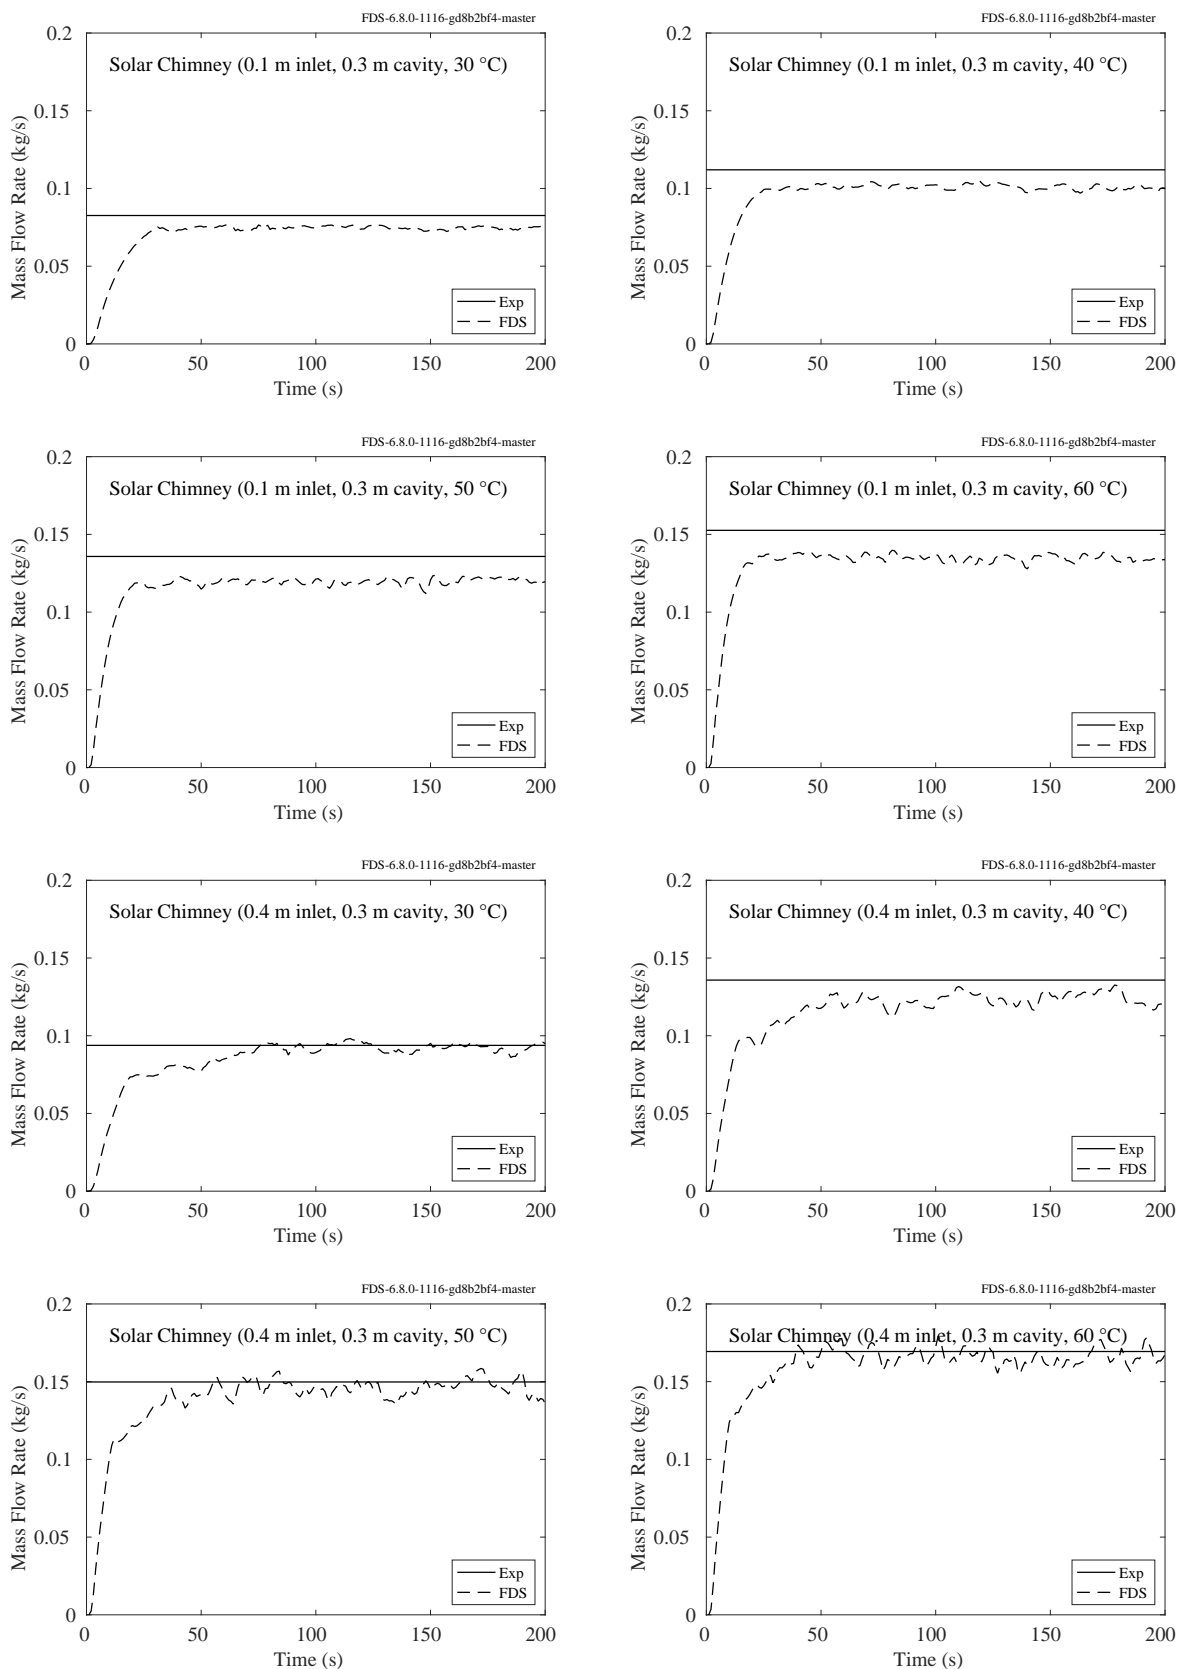 FDS-6.8.0-1116-gd8b2bf4-master
Solar Chimney (0.1 m inlet, 0.3 m cavity, 30 °C)
Mass Flow Rate (kg/s)
0.2
0.15
0.1
0.05
0
Exp
FDS
0 50 100 150 200
Time (s)
FDS-6.8.0-1116-gd8b2bf4-master
Solar Chimney (0.1 m inlet, 0.3 m cavity, 40 °C)
Mass Flow Rate (kg/s)
0.2
0.15
0.1
0.05
0
Exp
FDS
0 50 100 150 200
Time (s)
FDS-6.8.0-1116-gd8b2bf4-master
Solar Chimney (0.1 m inlet, 0.3 m cavity, 50 °C)
Mass Flow Rate (kg/s)
0.2
0.15
0.1
0.05
0
Exp
FDS
0 50 100 150 200
Time (s)
FDS-6.8.0-1116-gd8b2bf4-master
Solar Chimney (0.1 m inlet, 0.3 m cavity, 60 °C)
Mass Flow Rate (kg/s)
0.2
0.15
0.1
0.05
0
Exp
FDS
0 50 100 150 200
Time (s)
FDS-6.8.0-1116-gd8b2bf4-master
Solar Chimney (0.4 m inlet, 0.3 m cavity, 30 °C)
Mass Flow Rate (kg/s)
0.2
0.15
0.1
0.05
0
Exp
FDS
0 50 100 150 200
Time (s)
FDS-6.8.0-1116-gd8b2bf4-master
Solar Chimney (0.4 m inlet, 0.3 m cavity, 40 °C)
Mass Flow Rate (kg/s)
0.2
0.15
0.1
0.05
0
Exp
FDS
0 50 100 150 200
Time (s)
FDS-6.8.0-1116-gd8b2bf4-master
Solar Chimney (0.4 m inlet, 0.3 m cavity, 50 °C)
Mass Flow Rate (kg/s)
0.2
0.15
0.1
0.05
0
Exp
FDS
0 50 100 150 200
Time (s)
FDS-6.8.0-1116-gd8b2bf4-master
Solar Chimney (0.4 m inlet, 0.3 m cavity, 60 °C)
Mass Flow Rate (kg/s)
0.2
0.15
0.1
0.05
0
Exp
FDS
0 50 100 150 200
Time (s)